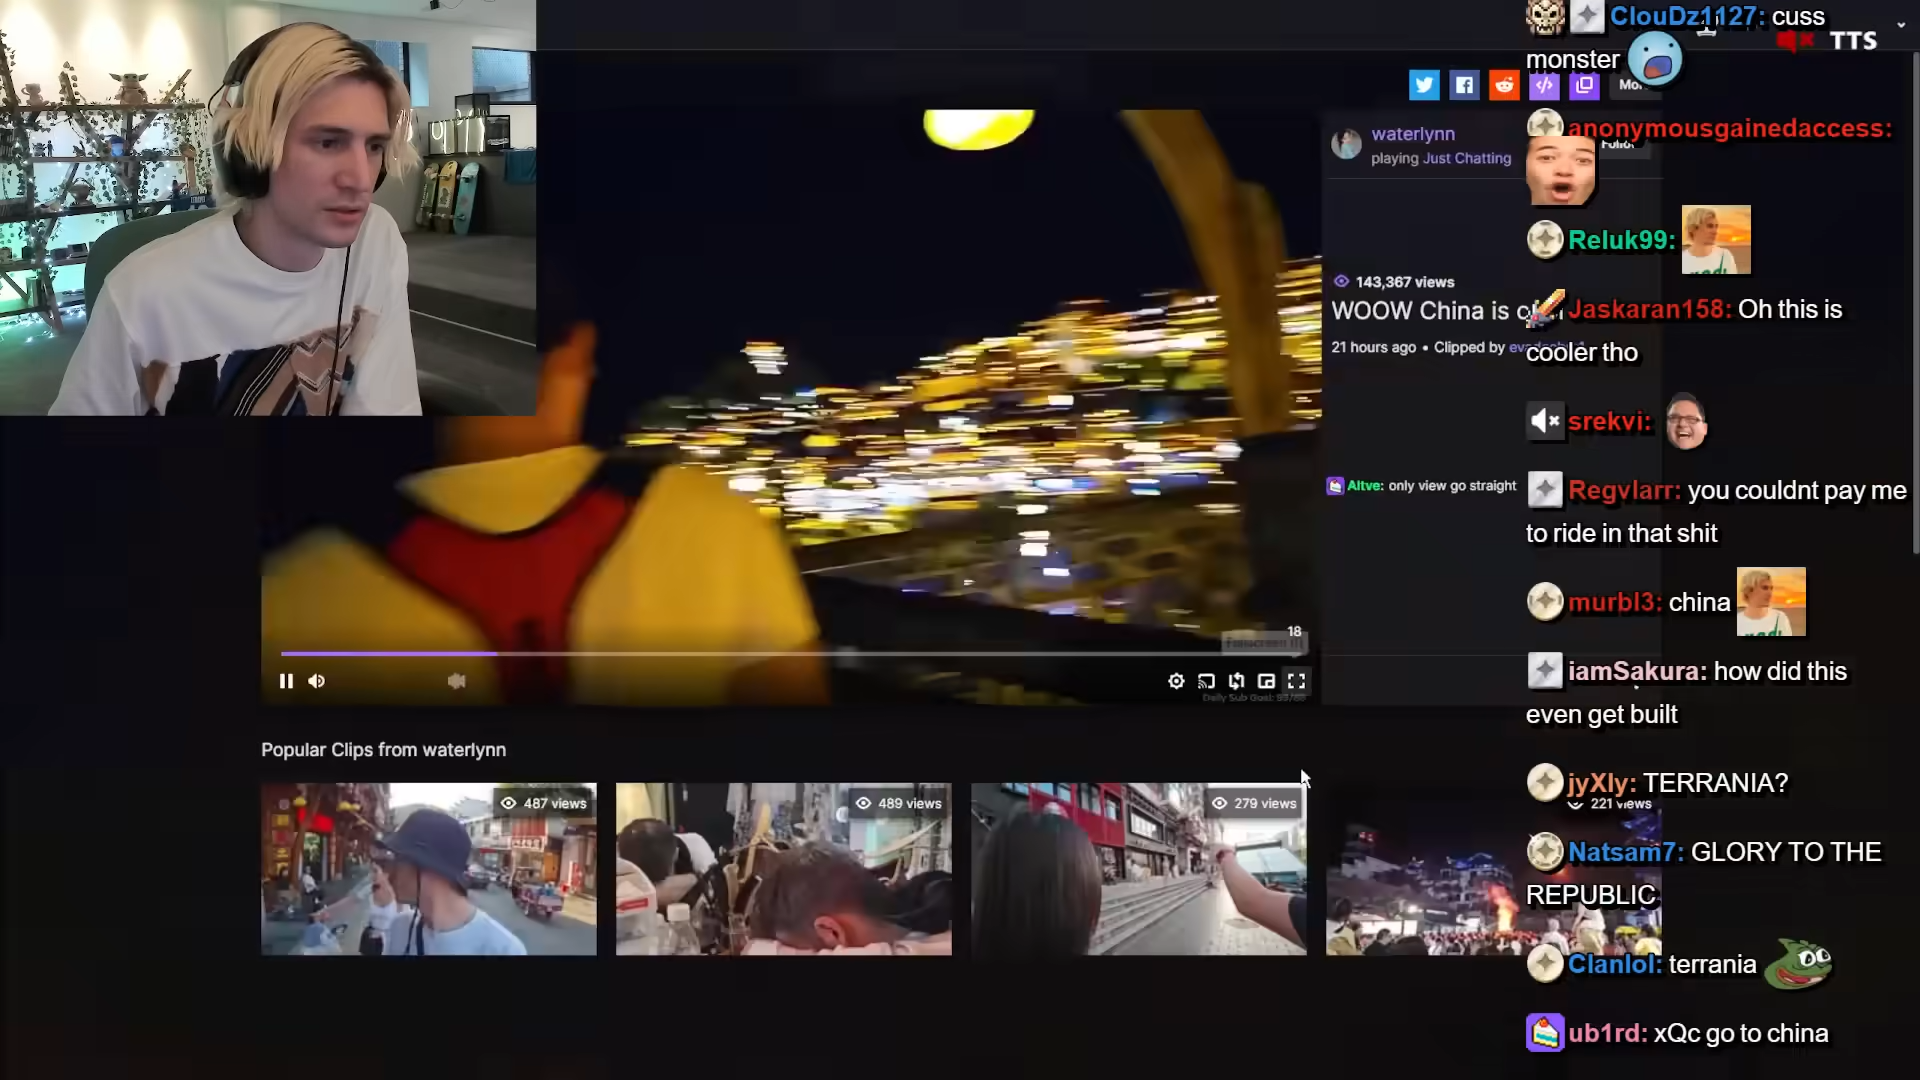 ClouDz1127: cuss
monster
TTS
anonymousgainedaccess:
waterlynn
playing Just Chatting
Reluk99:
143,367 views
WOOW China is
21 hours ago • Clipped by
Jaskaran158: Oh this is
cooler tho
srekvi:
Altve: only view go straight
Regvlarr: you couldnt pay me
to ride in that shit
murbl3: china
18
iamSakura: how did this
even get built
Popular Clips from waterlynn
487 views
489 views
279 views
221 views
jyXly: TERRANIA?
Natsam7: GLORY TO THE
REPUBLIC
Clanlol: terrania
ub1rd: xQc go to china